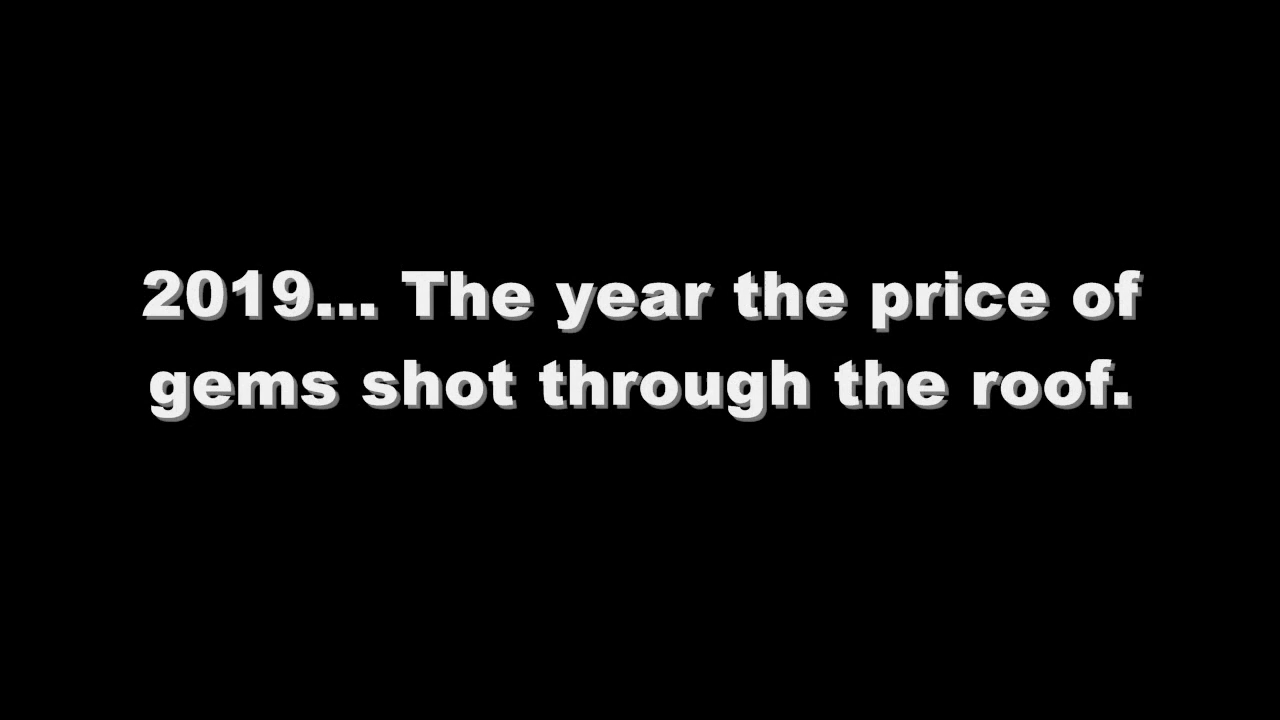 2019... The year the price of
gems shot through the roof.